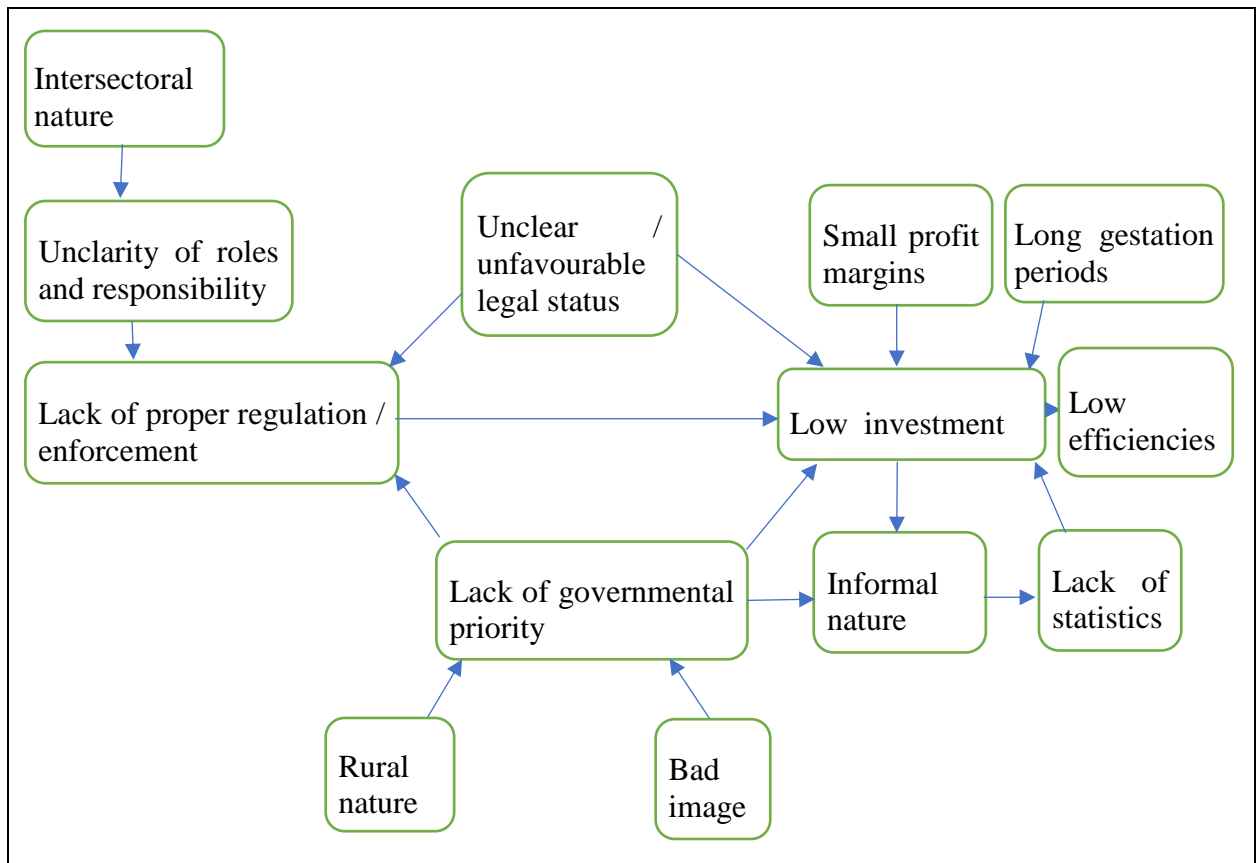 Intersectoral
nature
Unclarity of roles
and responsibility
Unclear /
unfavourable
legal status
Small profit
margins
Long gestation
periods
Lack of proper regulation /
enforcement
Low investment
Low
efficiencies
Lack of governmental
priority
Informal
nature
Lack of
statistics
Rural
nature
Bad
image